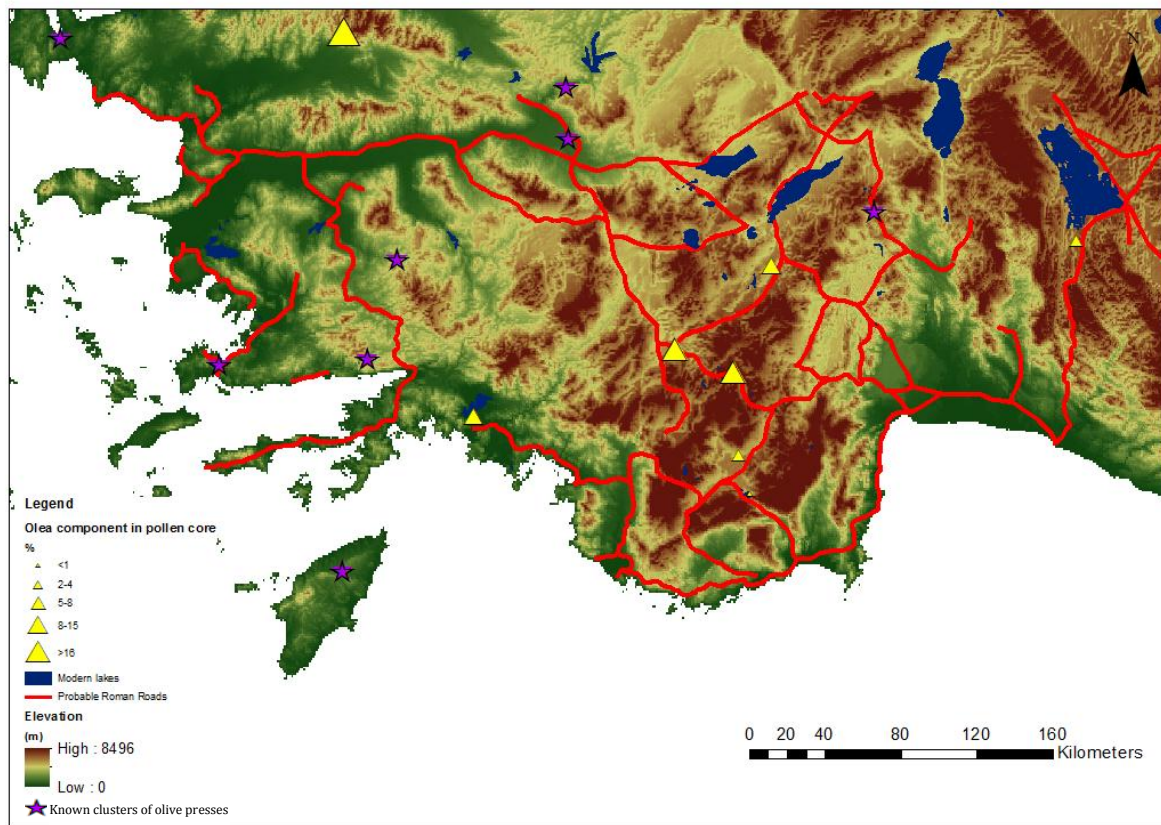 N
Legend
Olea component in pollen core
%
<1
2-4
5-8
8-15
>16
Modern lakes
Probable Roman Roads
Elevation
(m)
High : 8496
Low : 0
Known clusters of olive presses
0 20 40 80 120 160
Kilometers